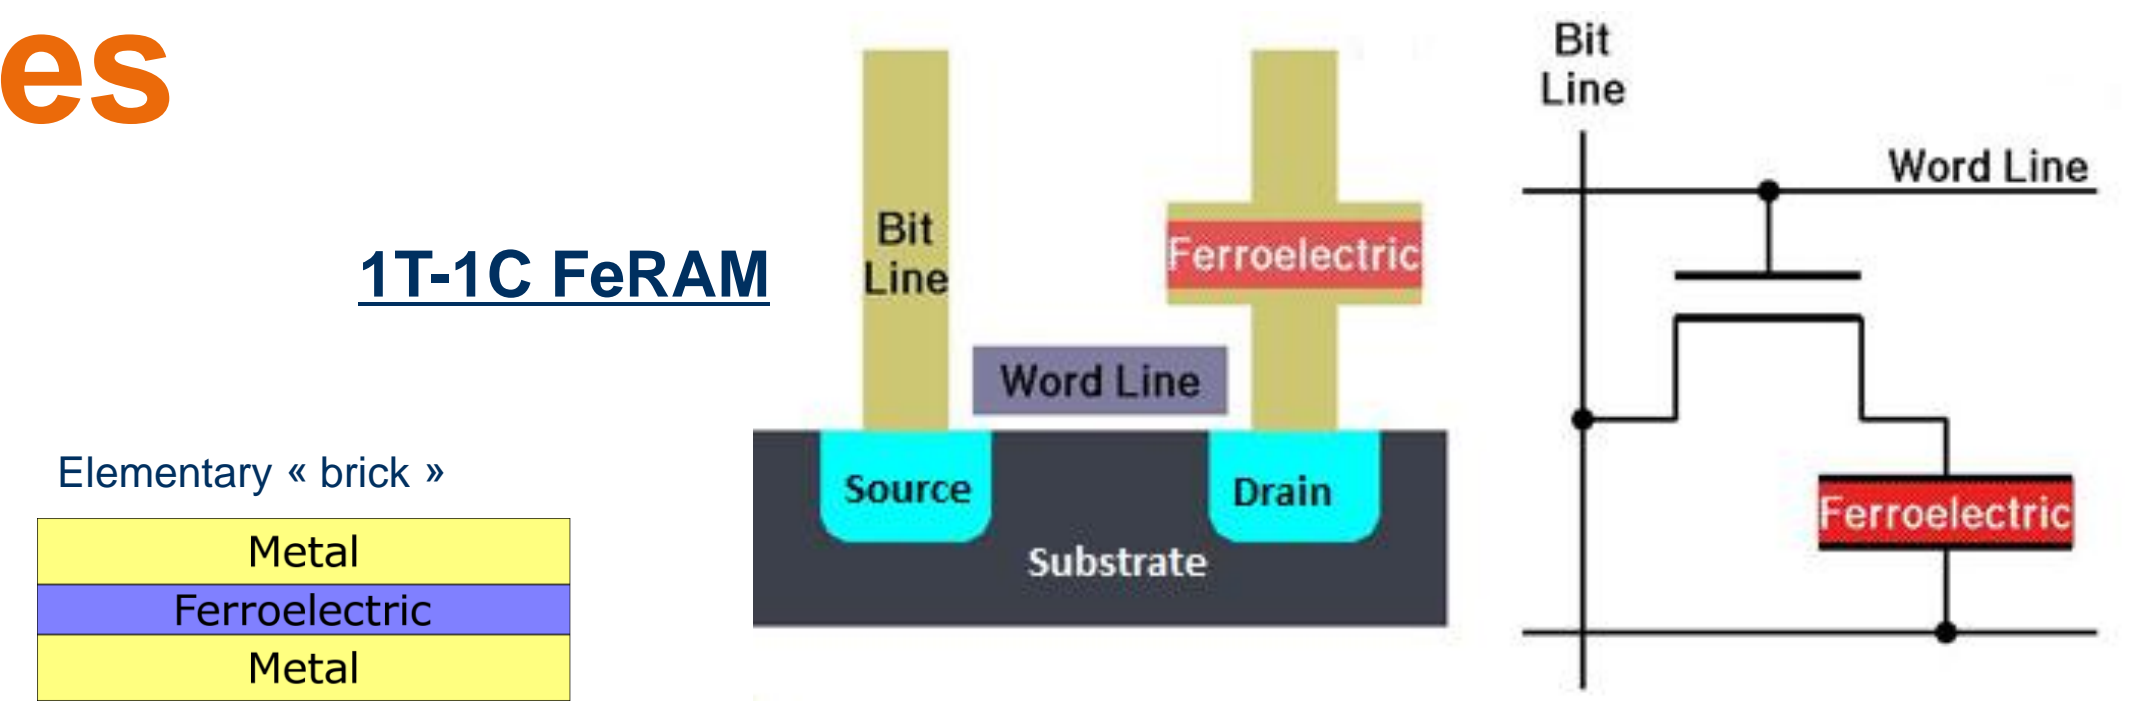 es
1T-1C FeRAM
Elementary « brick »
Metal
Ferroelectric
Metal
Bit
Line
Ferroelectric
Word Line
Source
Drain
Substrate
Bit
Line
Word Line
Ferroelectric